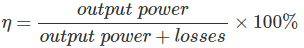 η = output power / output power + losses × 100%